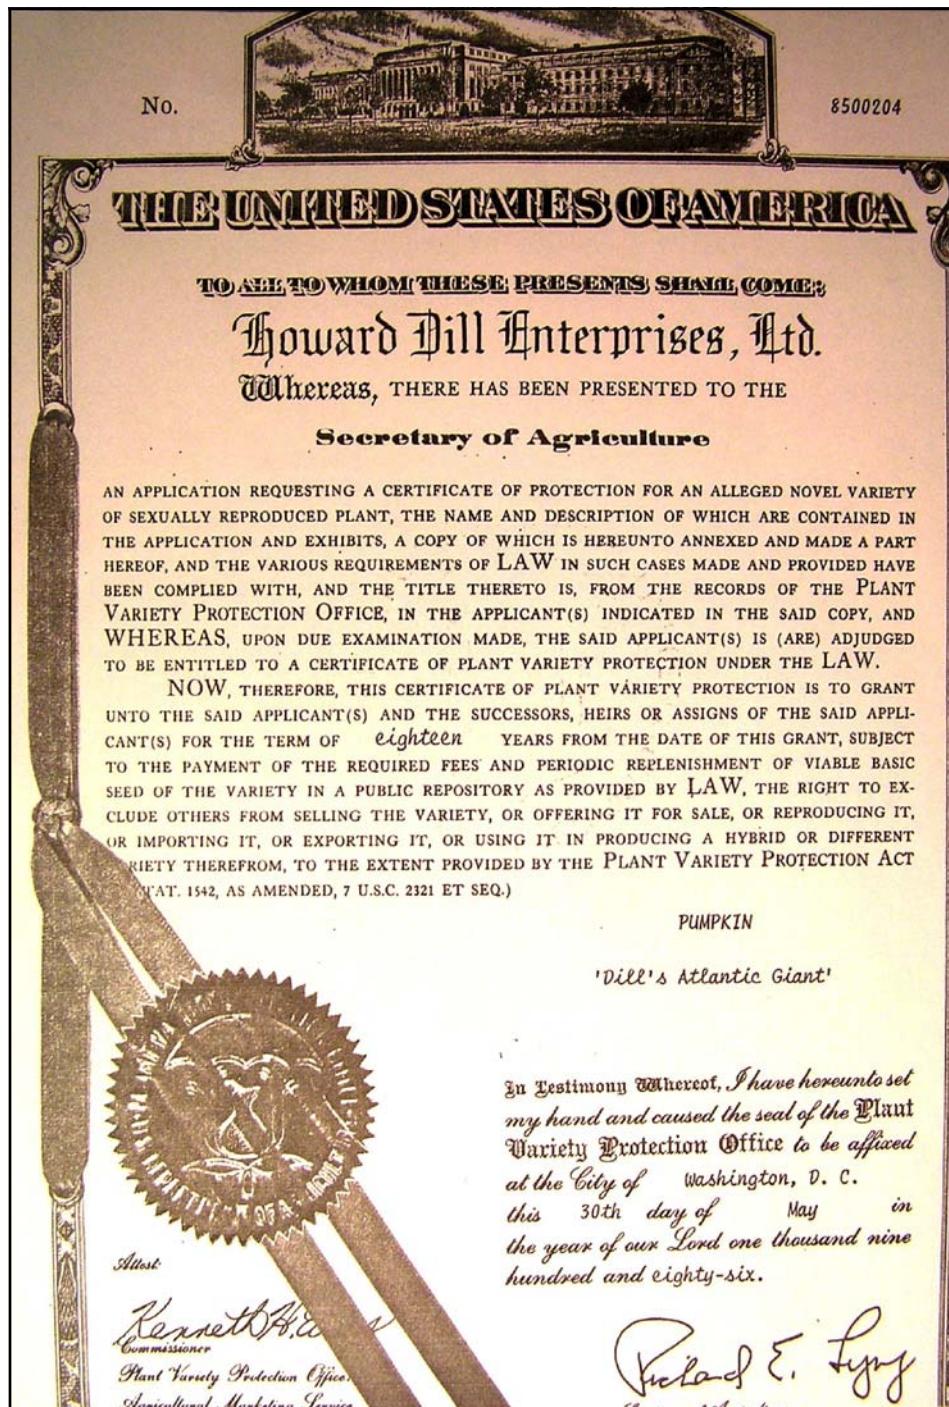 No.
8500204
THE UNITED STATES OF AMERICA
TO ALL TO WHOM THESE PRESENTS SHALL COME:
Howard Dill Enterprises, Ltd.
Whereas, THERE HAS BEEN PRESENTED TO THE
Secretary of Agriculture
AN APPLICATION REQUESTING A CERTIFICATE OF PROTECTION FOR AN ALLEGED NOVEL VARIETY
OF SEXUALLY REPRODUCED PLANT, THE NAME AND DESCRIPTION OF WHICH ARE CONTAINED IN
THE APPLICATION AND EXHIBITS, A COPY OF WHICH IS HEREUNTO ANNEXED AND MADE A PART
HEREOF, AND THE VARIOUS REQUIREMENTS OF LAW IN SUCH CASES MADE AND PROVIDED HAVE
BEEN COMPLIED WITH, AND THE TITLE THERETO IS, FROM THE RECORDS OF THE PLANT
VARIETY PROTECTION OFFICE, IN THE APPLICANT(S) INDICATED IN THE SAID COPY, AND
WHEREAS, UPON DUE EXAMINATION MADE, THE SAID APPLICANT(S) IS (ARE) ADJUDGED
TO BE ENTITLED TO A CERTIFICATE OF PLANT VARIETY PROTECTION UNDER THE LAW.
NOW, THEREFORE, THIS CERTIFICATE OF PLANT VARIETY PROTECTION IS TO GRANT
UNTO THE SAID APPLICANT(S) AND THE SUCCESSORS, HEIRS OR ASSIGNS OF THE SAID APPLI-
CANT(S) FOR THE TERM OF eighteen YEARS FROM THE DATE OF THIS GRANT, SUBJECT
TO THE PAYMENT OF THE REQUIRED FEES AND PERIODIC REPLENISHMENT OF VIABLE BASIC
SEED OF THE VARIETY IN A PUBLIC REPOSITORY AS PROVIDED BY LAW, THE RIGHT TO EX-
CLUDE OTHERS FROM SELLING THE VARIETY, OR OFFERING IT FOR SALE, OR REPRODUCING IT,
OR IMPORTING IT, OR EXPORTING IT, OR USING IT IN PRODUCING A HYBRID OR DIFFERENT
RIETY THEREFROM, TO THE EXTENT PROVIDED BY THE PLANT VARIETY PROTECTION ACT
TAT. 1542, AS AMENDED, 7 U.S.C. 2321 ET SEQ.)
PUMPKIN
'Dill's Atlantic Giant'
In Testimony Whereof, I have hereunto set
my hand and caused the seal of the Plant
Variety Protection Office to be affixed
at the City of Washington, D. C.
this 30th day of May in
the year of our Lord one thousand nine
hundred and eighty-six.
Attest:
Kenneth H.
Commissioner
Plant Variety Protection Office
Agricultural Marketing Service
Richard E. Lyng